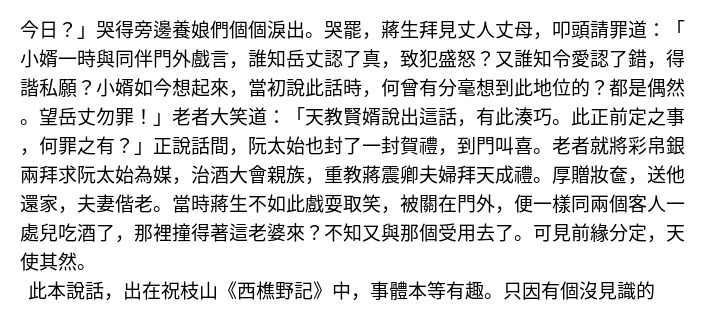 今日？」哭得旁邊養娘們個個淚出。哭罷，蔣生拜見丈人丈母，叩頭請罪道：「
小婿一時與同伴門外戲言，誰知岳丈認了真，致犯盛怒？又誰知令愛認了錯，得
諧私願？小婿如今想起來，當初說此話時，何曾有分毫想到此地位的？都是偶然
。望岳丈勿罪！」老者大笑道：「天教賢婿說出這話，有此湊巧。此正前定之事
，何罪之有？」正說話間，阮太始也封了一封賀禮，到門叫喜。老者就將彩帛銀
兩拜求阮太始為媒，治酒大會親族，重教蔣震卿夫婦拜天成禮。厚贈妝奩，送他
還家，夫妻偕老。當時蔣生不如此戲耍取笑，被關在門外，便一樣同兩個客人一
處兒吃酒了，那裡撞得著這老婆來？不知又與那個受用去了。可見前緣分定，天
使其然。
此本說話，出在祝枝山《西樵野記》中，事體本等有趣。只因有個沒見識的